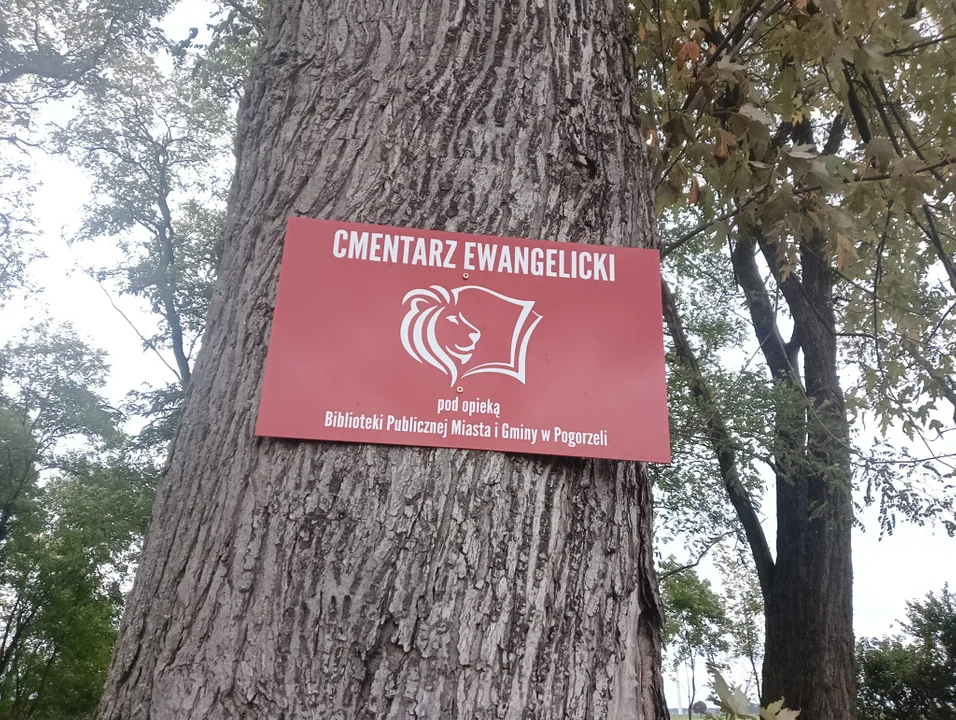 CMENTARZ EWANGELICKI
pod opieką
Biblioteki Publicznej Miasta i Gminy w Pogorzeli